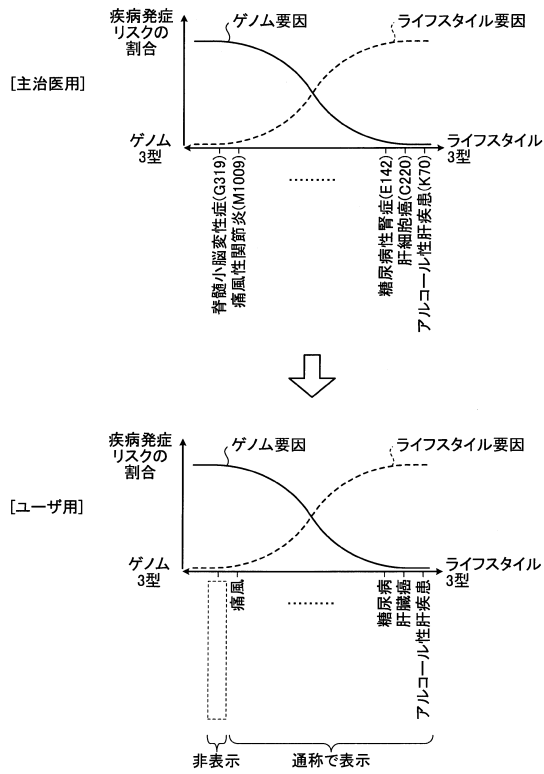 疾病発症
リスクの
割合
ゲノム要因
ライフスタイル要因
[主治医用]
ゲノム
3型
ライフスタイル
3型
脊髄小脳変性症(G319)
痛風性関節炎(M1009)
………
糖尿病性腎症(E142)
肝細胞癌(C220)
アルコール性肝疾患(K70)
疾病発症
リスクの
割合
ゲノム要因
ライフスタイル要因
[ユーザ用]
ゲノム
3型
ライフスタイル
3型
痛風
………
糖尿病
肝臓癌
アルコール性肝疾患
非表示
通称で表示